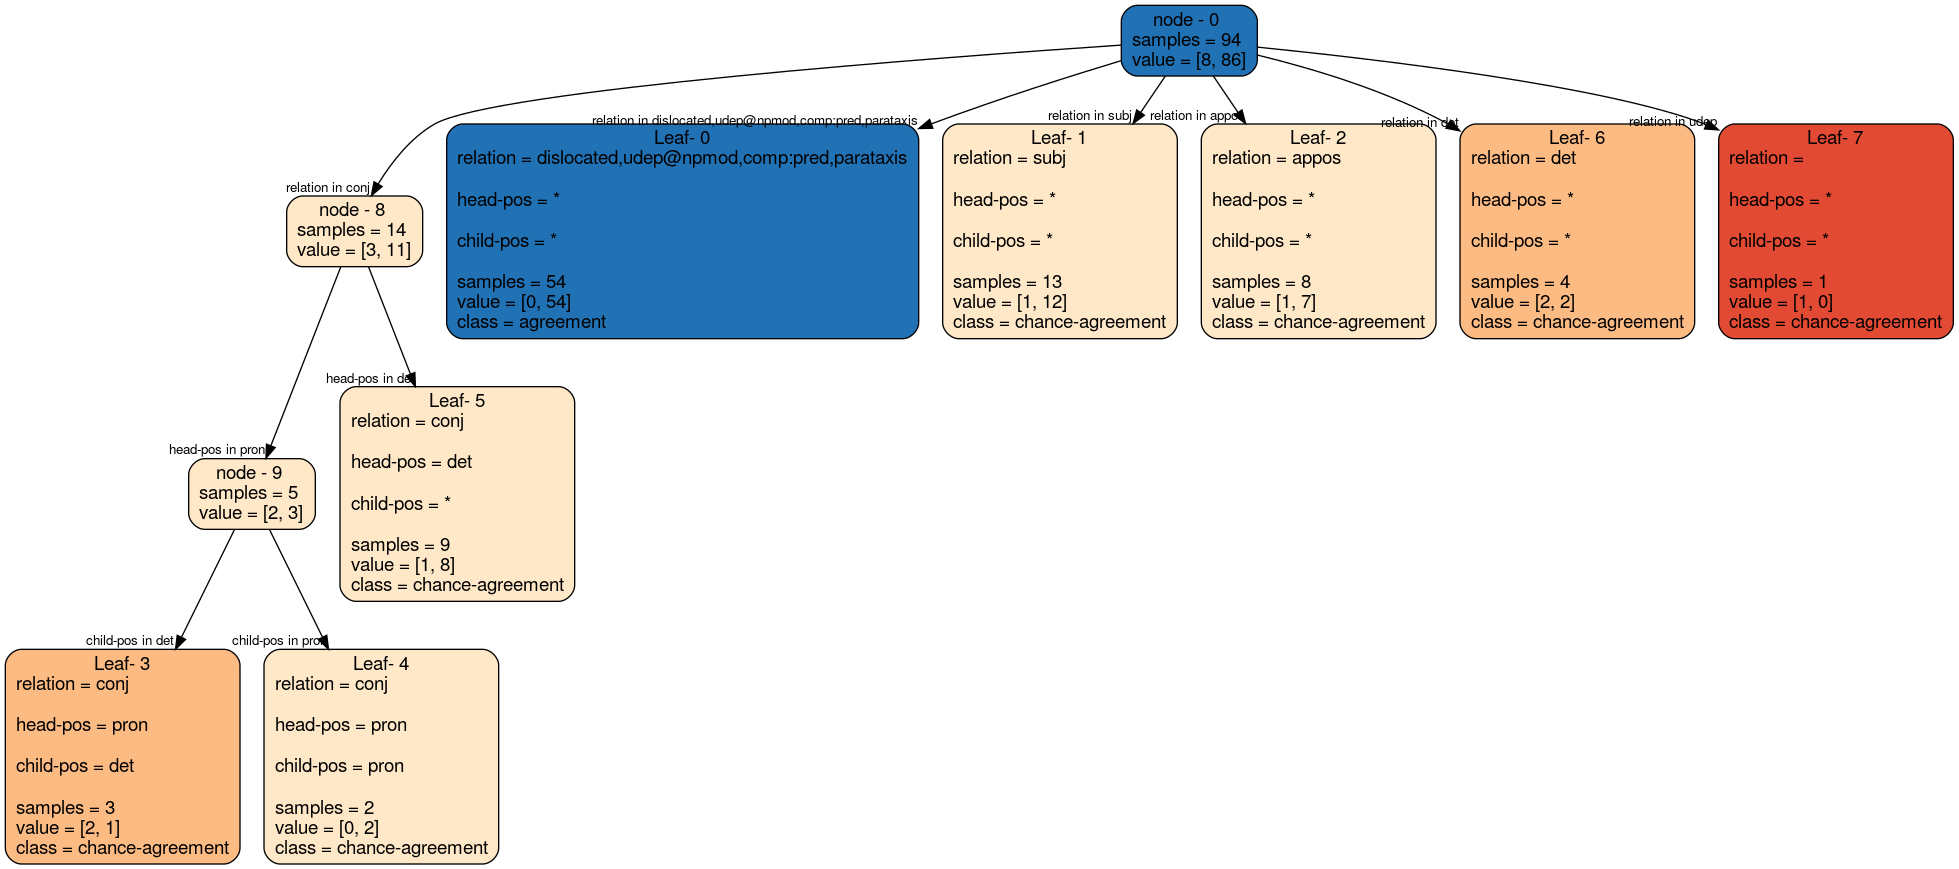 node - 0
samples = 94
value = [8, 86]
relation in dislocated,udep@npmod,comp:pred,parataxis
relation in subj
relation in appos
relation in det
relation in udep
Leaf- 0
relation = dislocated,udep@npmod,comp:pred,parataxis
head-pos = *
child-pos = *
samples = 54
value = [0, 54]
class = agreement
Leaf- 1
relation = subj
head-pos = *
child-pos = *
samples = 13
value = [1, 12]
class = chance-agreement
Leaf- 2
relation = appos
head-pos = *
child-pos = *
samples = 8
value = [1, 7]
class = chance-agreement
Leaf- 6
relation = det
head-pos = *
child-pos = *
samples = 4
value = [2, 2]
class = chance-agreement
Leaf- 7
relation =
head-pos = *
child-pos = *
samples = 1
value = [1, 0]
class = chance-agreement
relation in conj
node - 8
samples = 14
value = [3, 11]
head-pos in det
Leaf- 5
relation = conj
head-pos = det
child-pos = *
samples = 9
value = [1, 8]
class = chance-agreement
head-pos in pron
node - 9
samples = 5
value = [2, 3]
child-pos in det
child-pos in pron
Leaf- 3
relation = conj
head-pos = pron
child-pos = det
samples = 3
value = [2, 1]
class = chance-agreement
Leaf- 4
relation = conj
head-pos = pron
child-pos = pron
samples = 2
value = [0, 2]
class = chance-agreement